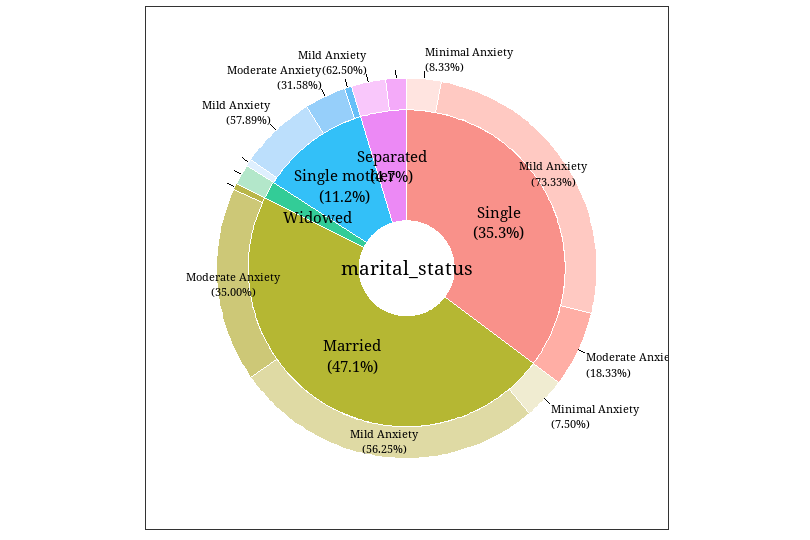 Mild Anxiety
(62.50%)
Minimal Anxiety
(8.33%)
Moderate Anxiety
(31.58%)
Mild Anxiety
(57.89%)
Separated
(4.7%)
Single mother
(11.2%)
Widowed
Mild Anxiety
(73.33%)
Single
(35.3%)
marital_status
Moderate Anxiety
(35.00%)
Married
(47.1%)
Moderate Anxie
(18.33%)
Minimal Anxiety
(7.50%)
Mild Anxiety
(56.25%)